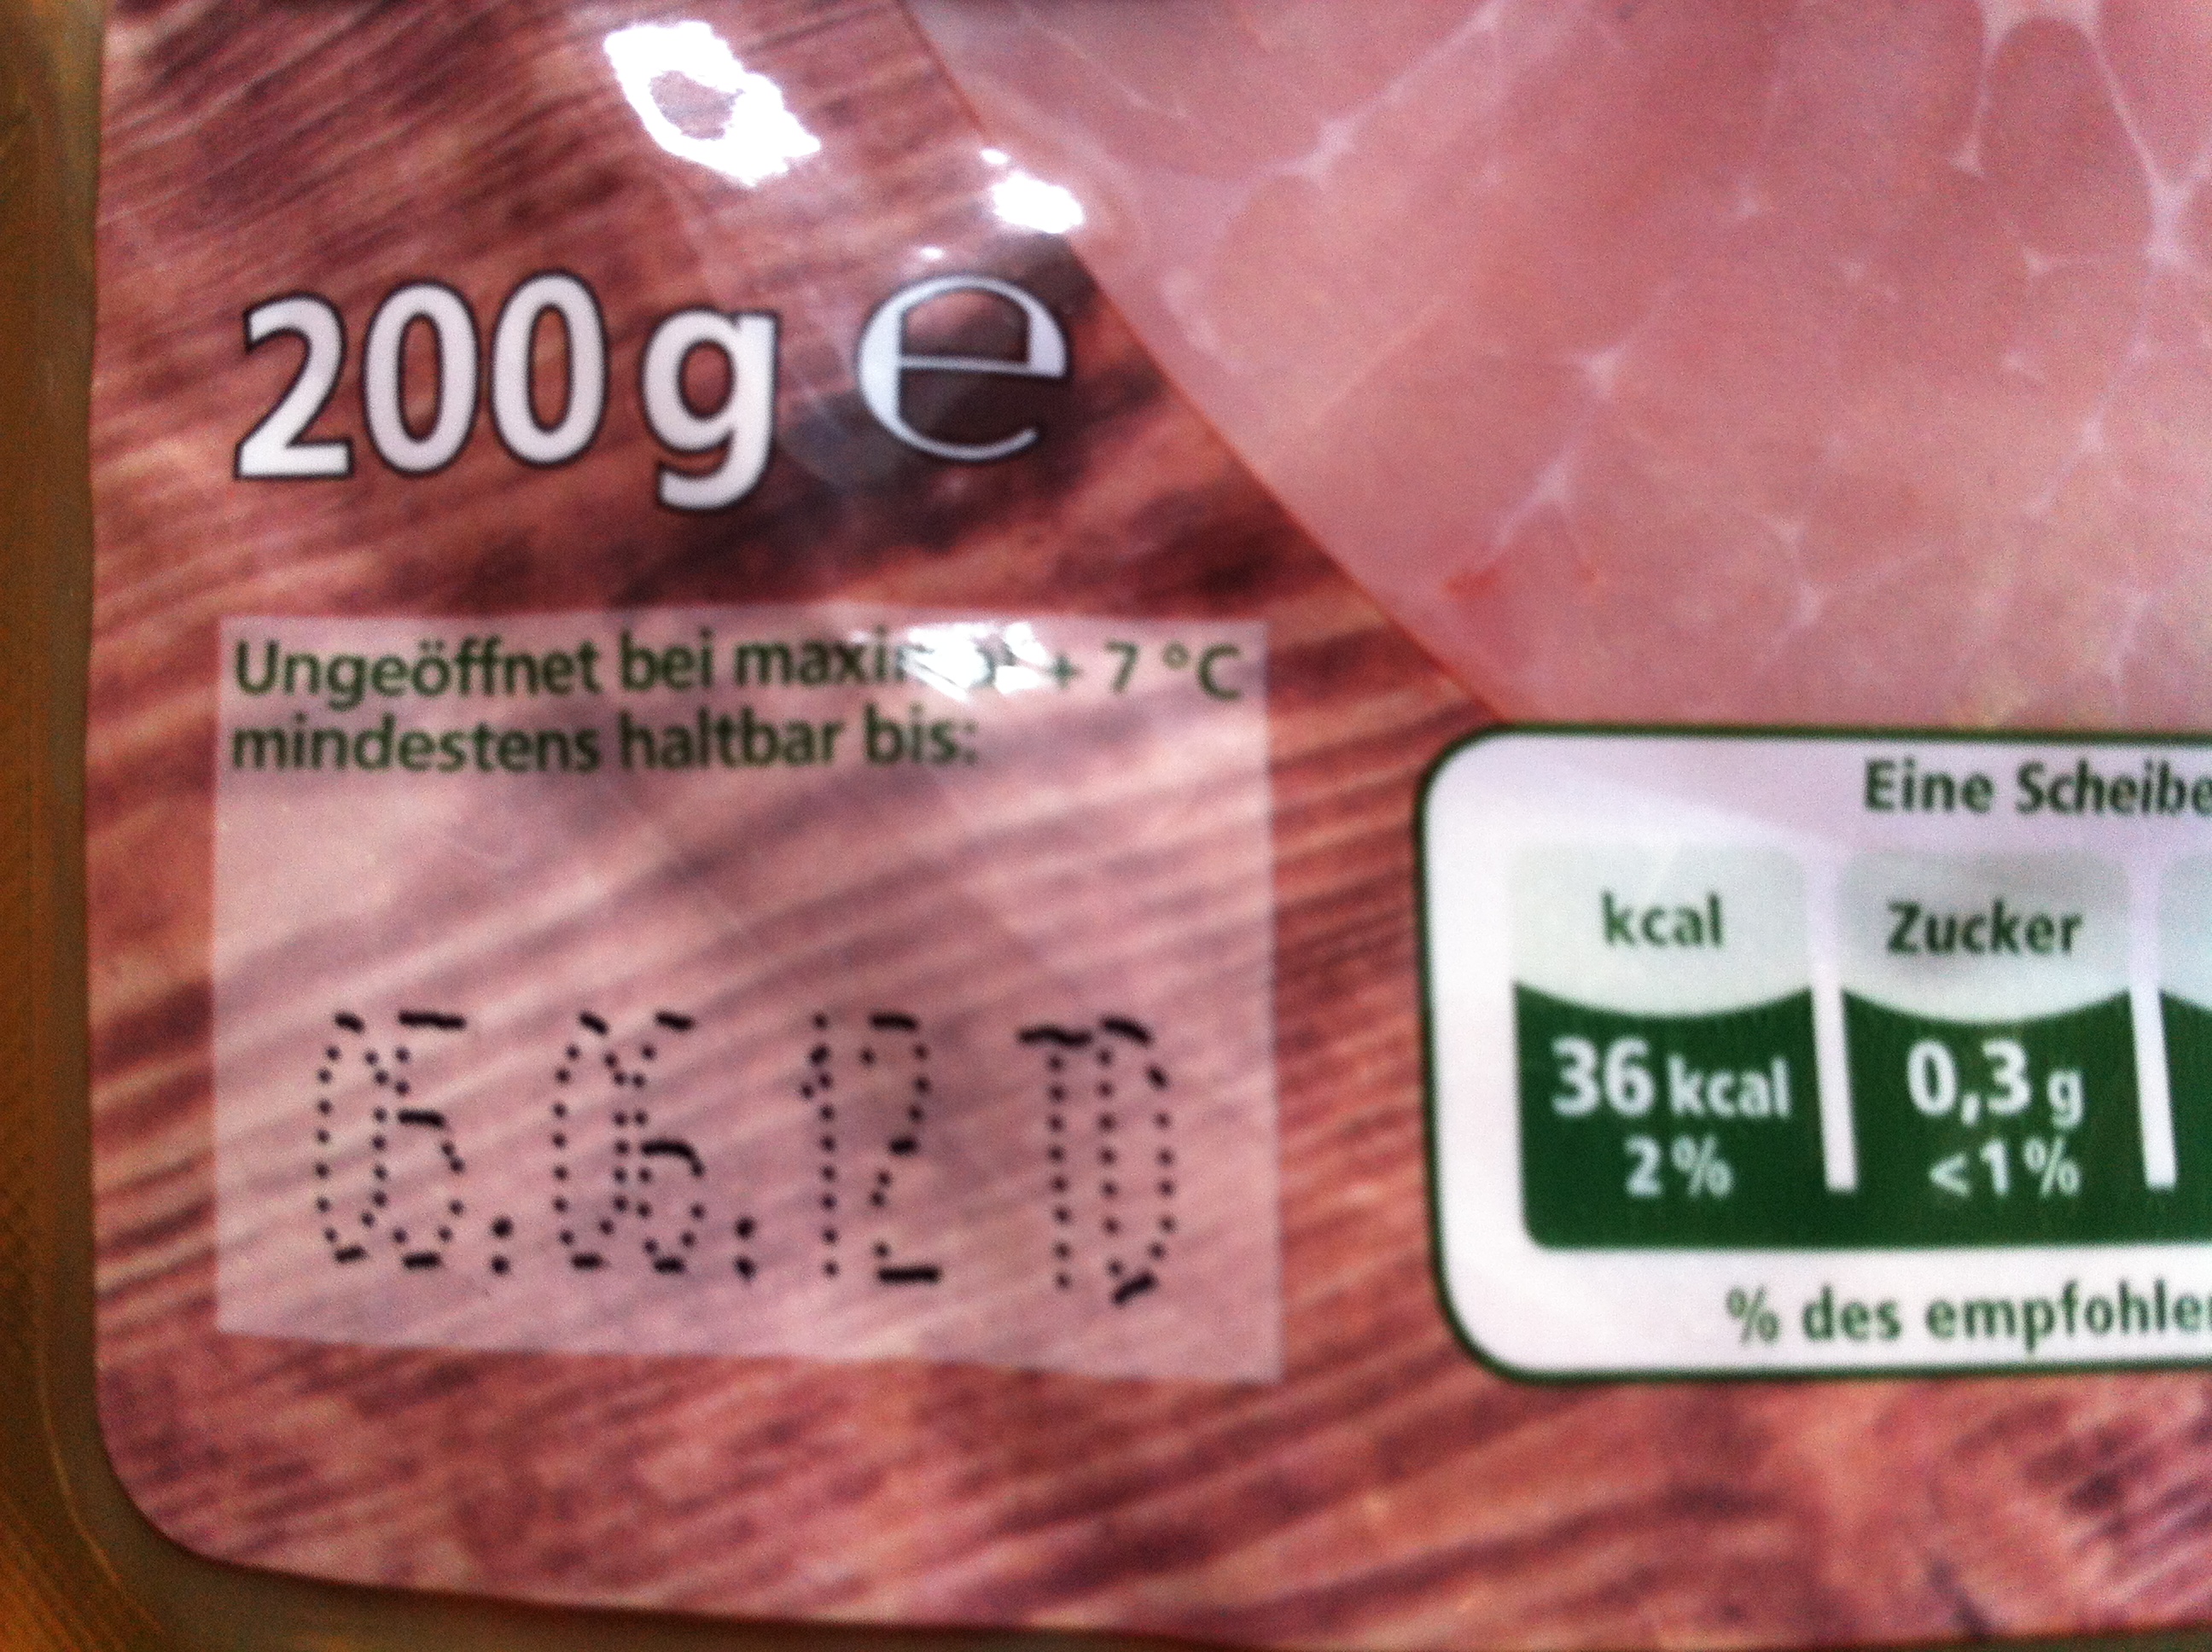 200 g e
Ungeöffnet bei maximal + 7 °C
mindestens haltbar bis:
05.06.12 TD
Eine Scheibe
kcal Zucker
36 kcal 0,3 g
2% <1%
% des